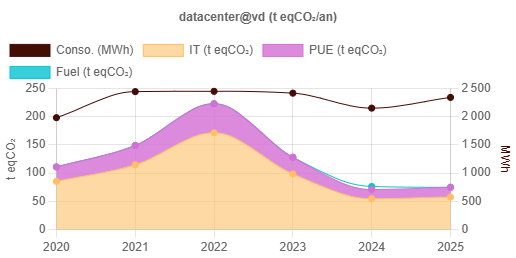 datacenter@vd (t eqCO₂/an)
Conso. (MWh) IT (t eqCO₂) PUE (t eqCO₂)
Fuel (t eqCO₂)
250 2 500
200 2 000
150 1 500
100 1 000
50 500
0 0
t eqCO₂
MWh
2020 2021 2022 2023 2024 2025